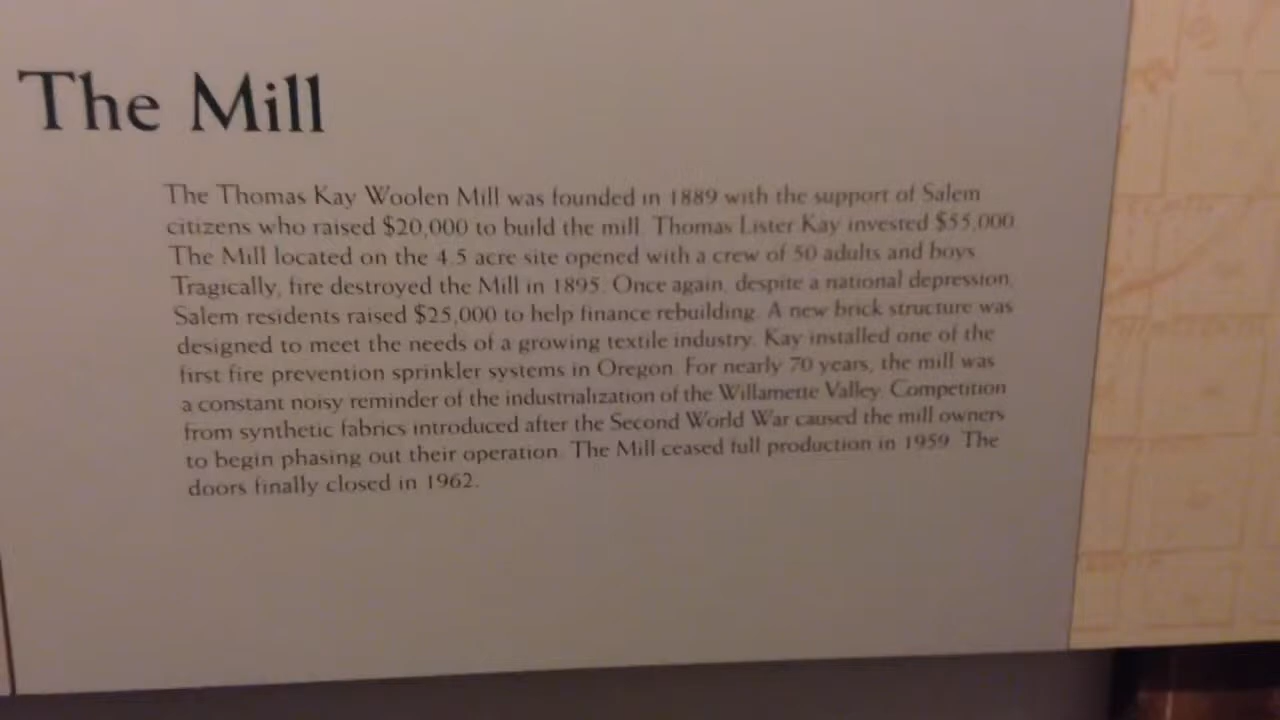 The Mill
The Thomas Kay Woolen Mill was founded in 1889 with the support of Salem
citizens who raised $20,000 to build the mill. Thomas Lister Kay invested $55,000.
The Mill located on the 4.5 acre site opened with a crew of 50 adults and boys.
Tragically, fire destroyed the Mill in 1895. Once again, despite a national depression,
Salem residents raised $25,000 to help finance rebuilding. A new brick structure was
designed to meet the needs of a growing textile industry. Kay installed one of the
first fire prevention sprinkler systems in Oregon. For nearly 70 years, the mill was
a constant noisy reminder of the industrialization of the Willamette Valley. Competition
from synthetic fabrics introduced after the Second World War caused the mill owners
to begin phasing out their operation. The Mill ceased full production in 1959. The
doors finally closed in 1962.